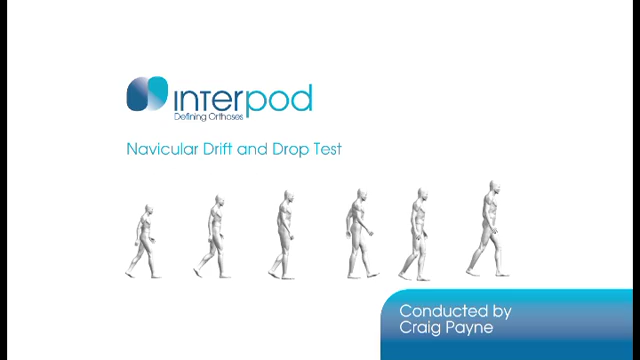 interpod
Defining Orthoses
Navicular Drift and Drop Test
Conducted by
Craig Payne